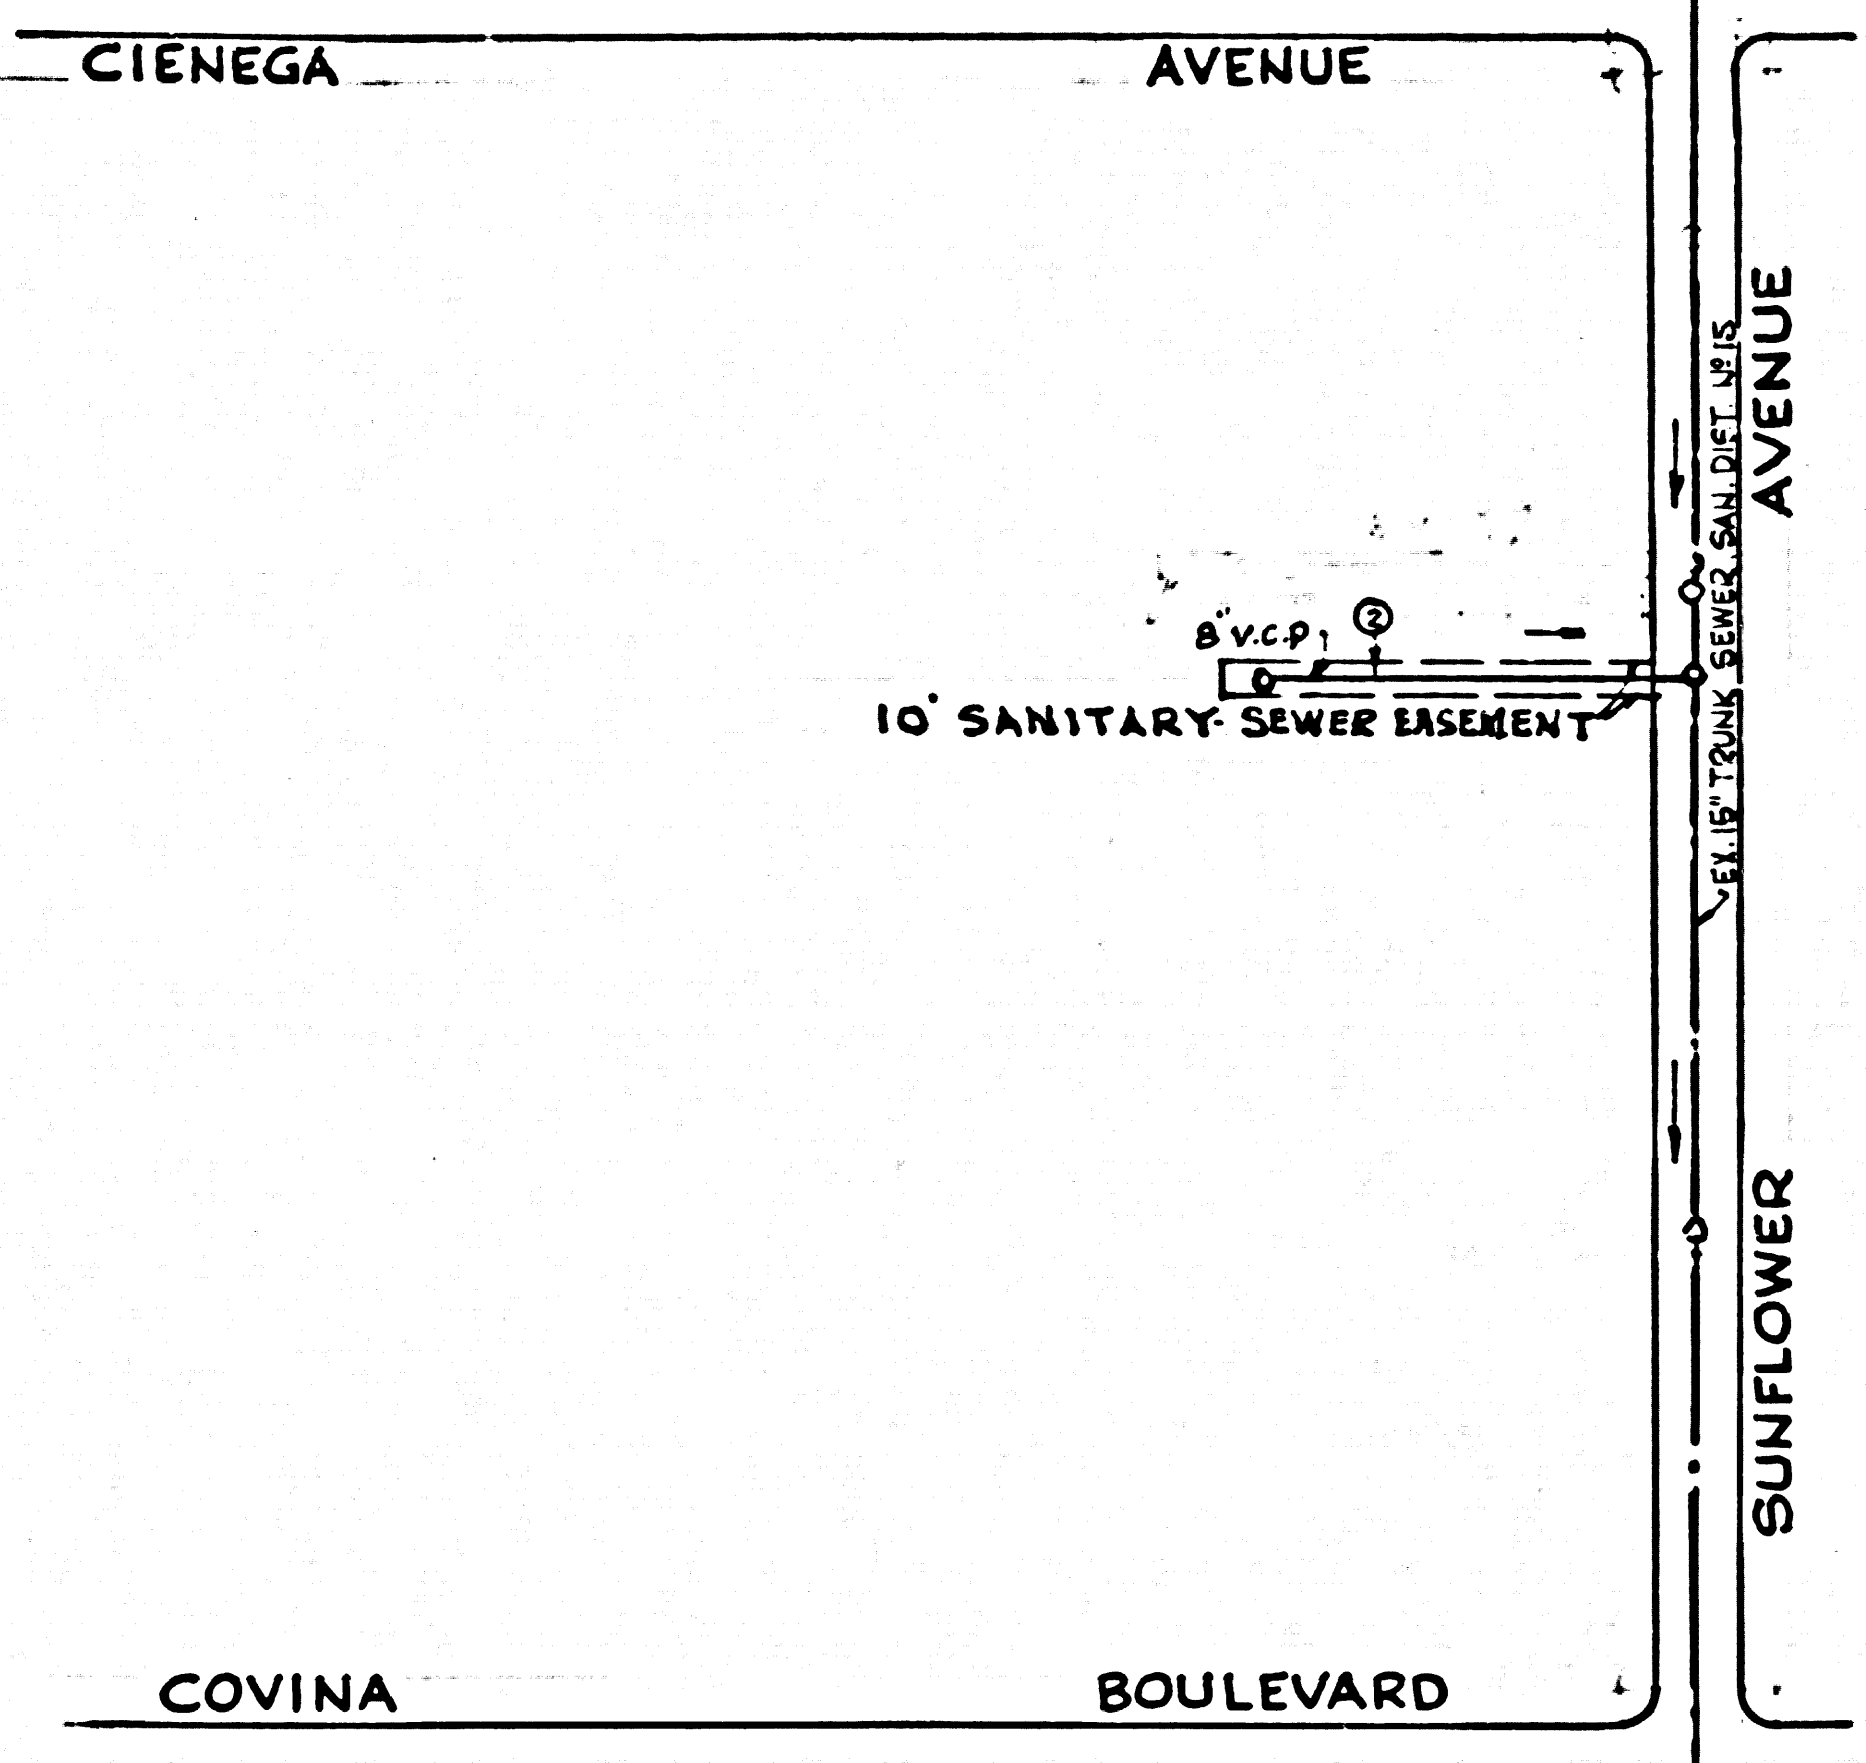 CIENEGA AVENUE
AVENUE
EX. 15" TRUNK SEWER SAN. DIST. Nº 15
8" V.C.P.
2
10' SANITARY SEWER EASEMENT
SUNFLOWER
COVINA BOULEVARD